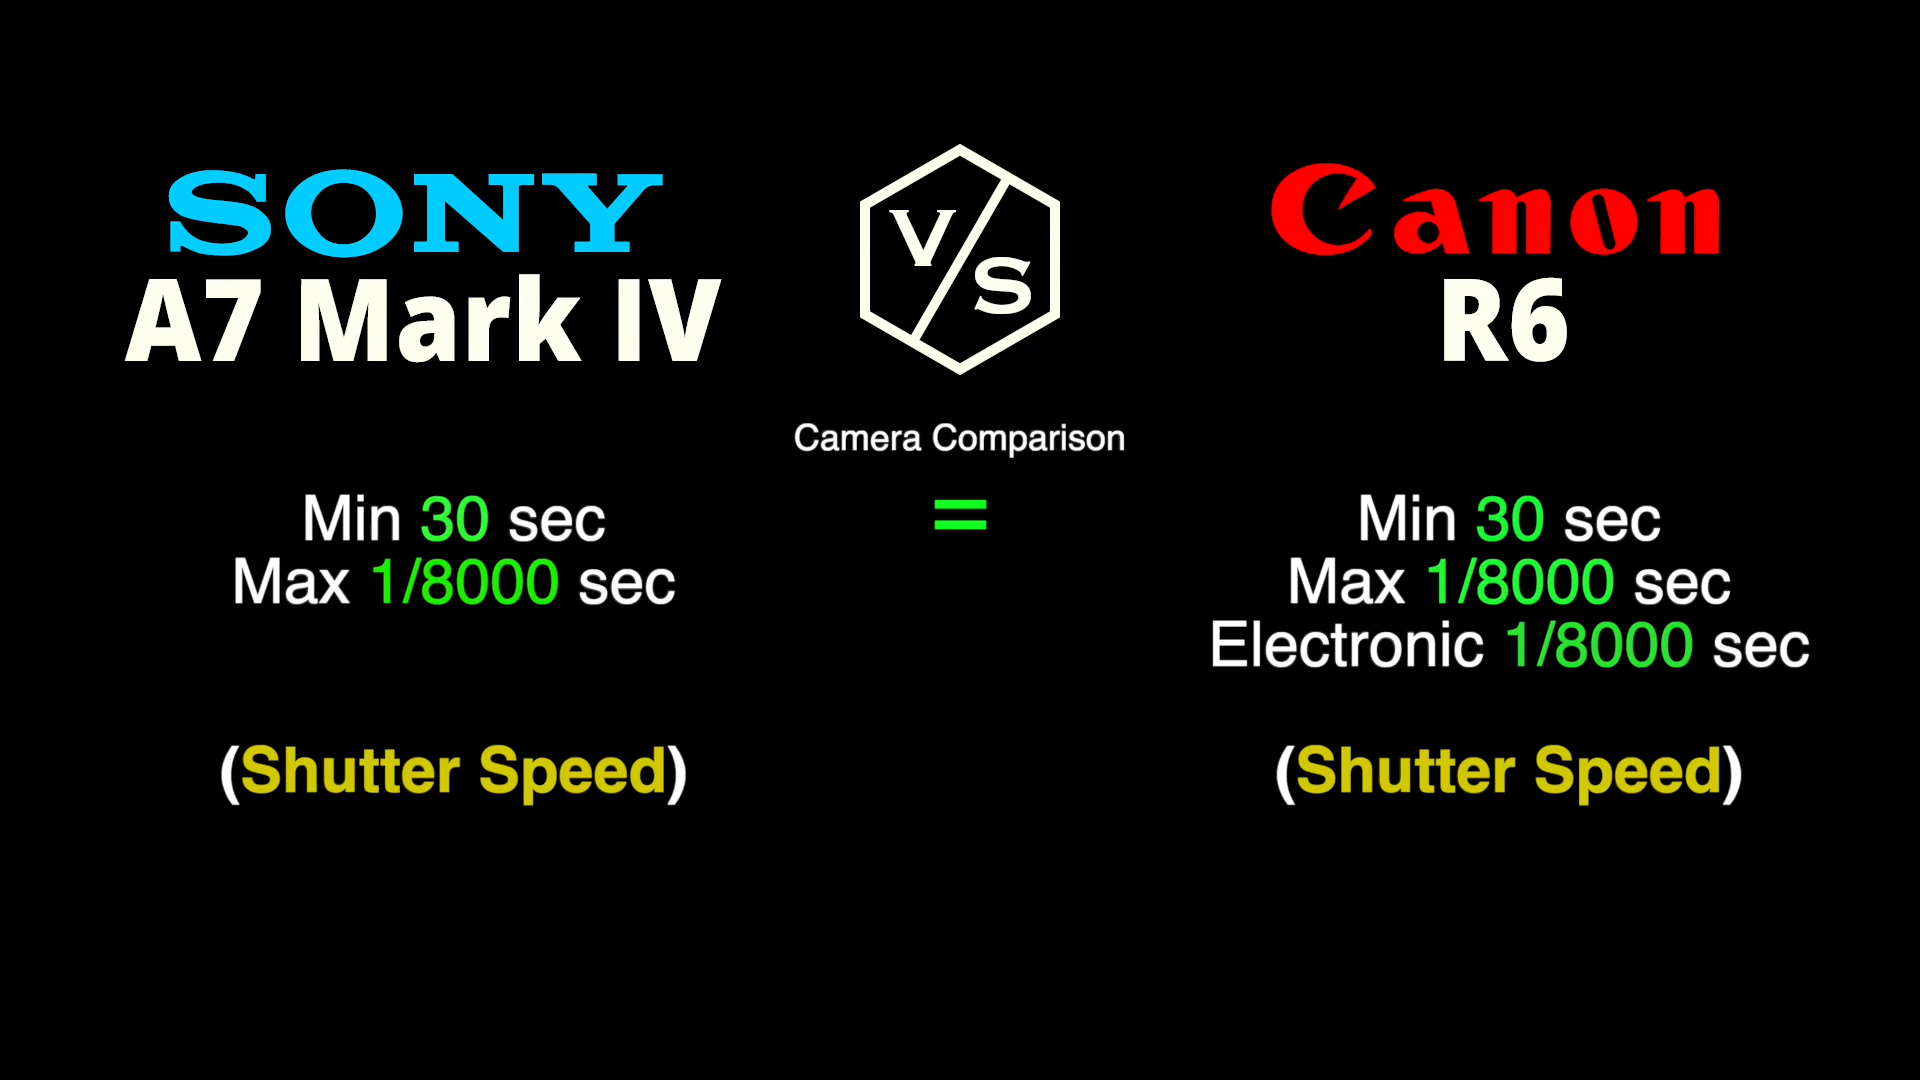 SONY
A7 Mark IV
VS
Canon
R6
Camera Comparison
Min 30 sec
Max 1/8000 sec
(Shutter Speed)
=
Min 30 sec
Max 1/8000 sec
Electronic 1/8000 sec
(Shutter Speed)